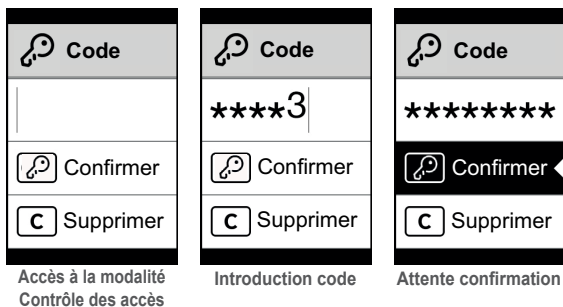 Code
Confirmer
C Supprimer
Accès à la modalité
Contrôle des accès
Code
****3
Confirmer
C Supprimer
Introduction code
Code
********
Confirmer
C Supprimer
Attente confirmation